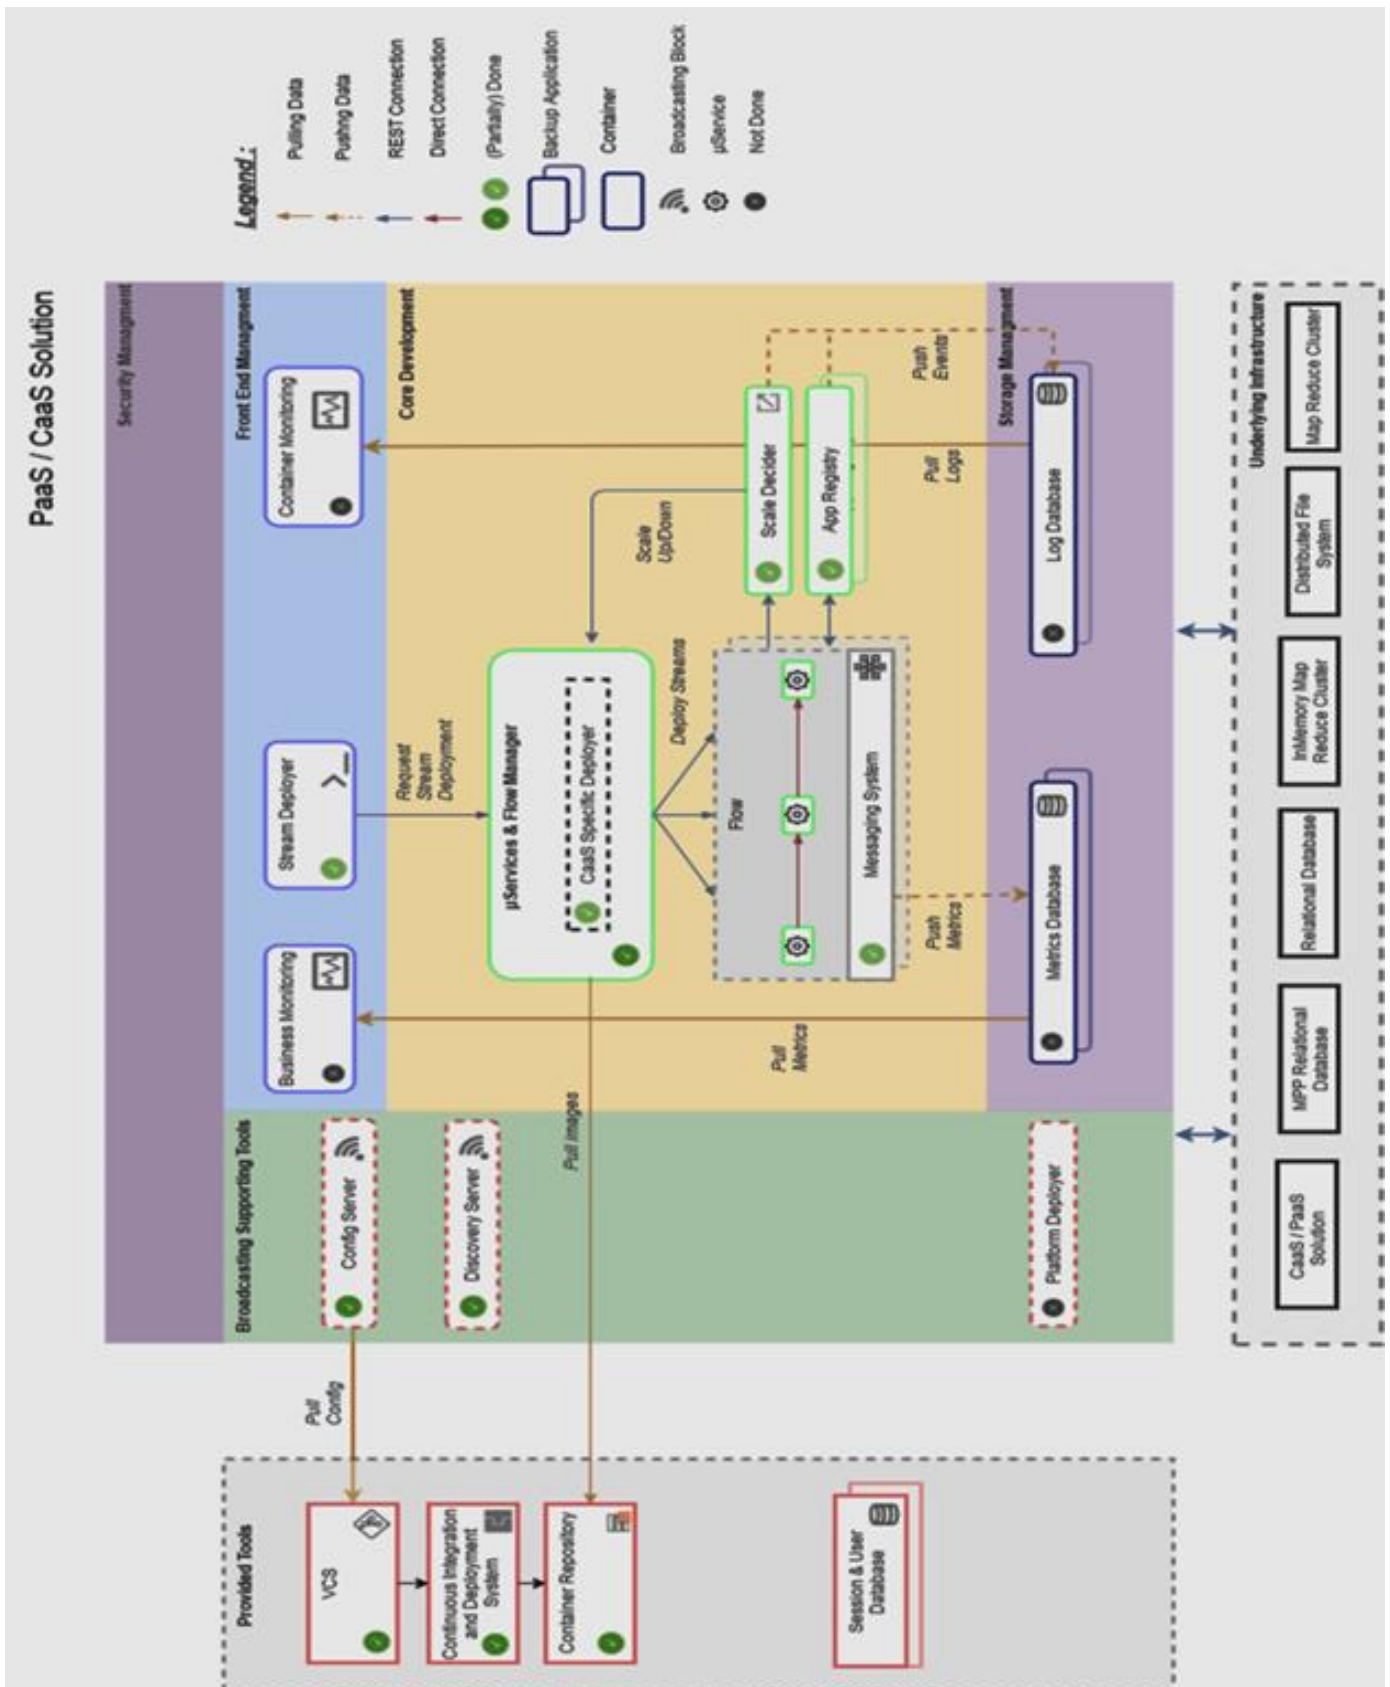 PaaS / CaaS Solution
Legend :
Pulling Data
Pushng Data
REST Connection
Direct Connection
(Partially) Done
Backup Application
Container
Broadcasting Block
µService
Not Done
Security Managment
Front End Managment
Container Monitoring
Stream Deployer
Business Monitoring
Core Development
Request
Stream
Deployment
µServices & Flow Manager
CaaS Specific Deployer
Scale
Up/Down
Deploy Streams
Scale Decider
App Registry
Flow
Messaging System
Push
Events
Pull
Logs
Push
Metrics
Pull
Metrics
Pull images
Storage Managment
Log Database
Metrics Database
Broadcasting Supporting Tools
Config Server
Discovery Server
Platform Deployer
Pull
Config
Provided Tools
VCS
Continuous Integration
and Deployment
System
Container Repository
Session & User
Database
Underlying Infrastructure
CaaS / PaaS
Solution
MPP Relational
Database
Relational Database
InMemory Map
Reduce Cluster
Distributed File
System
Map Reduce Cluster